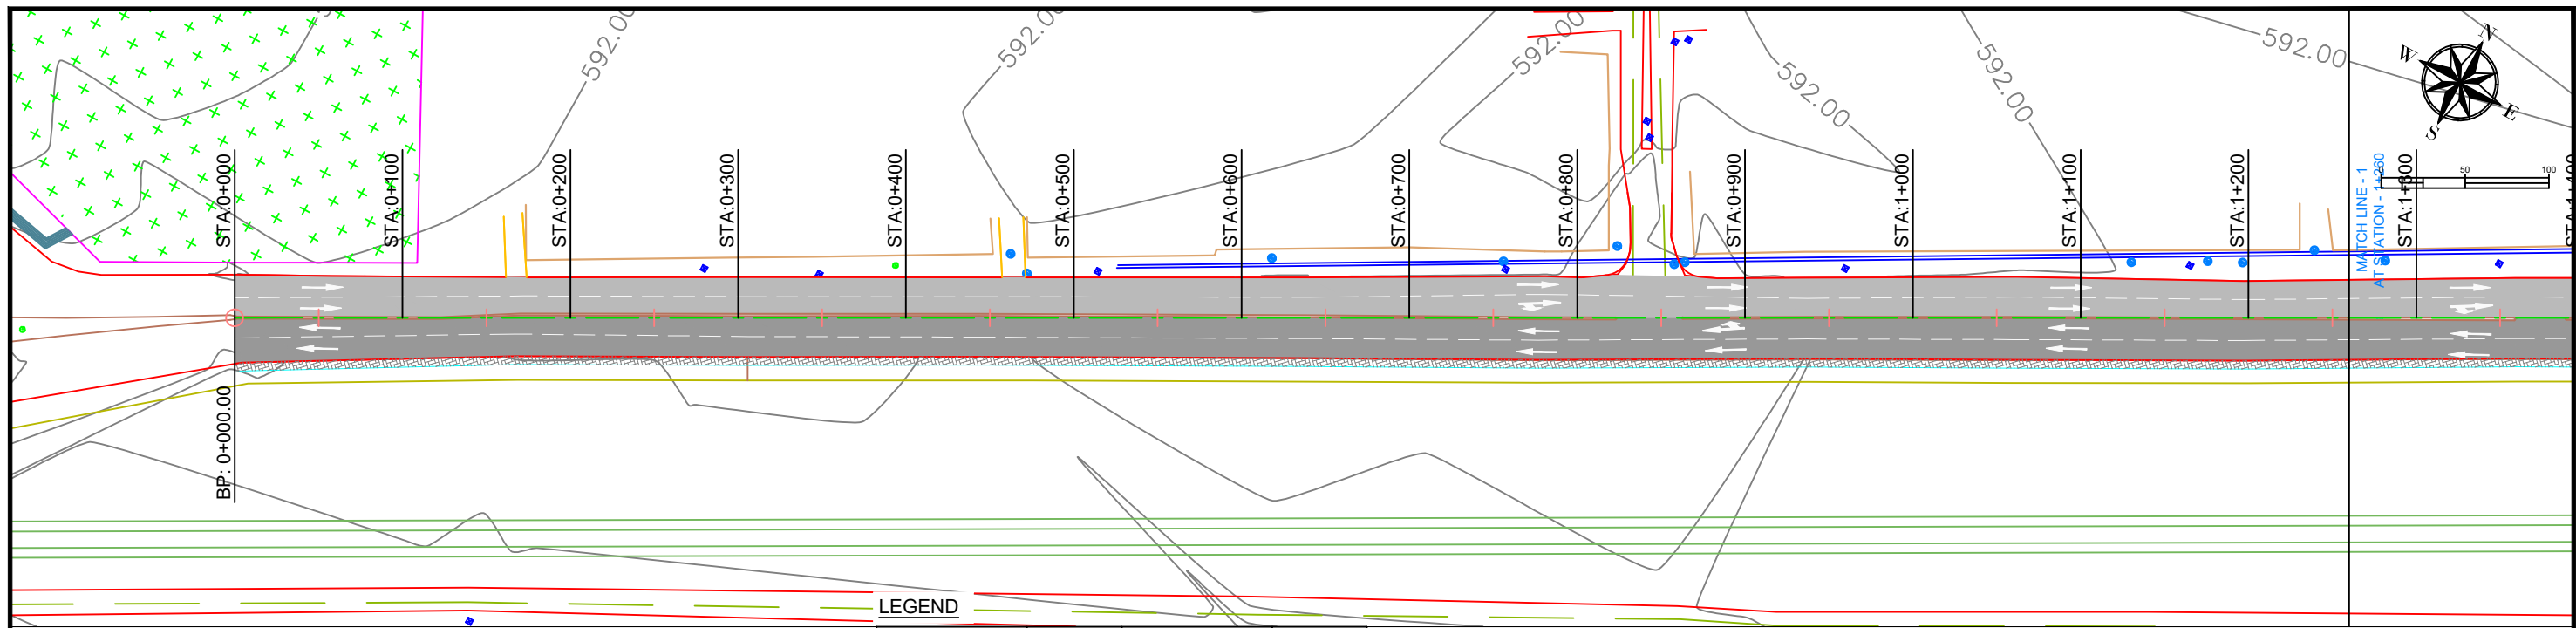 592.00
592.00
592.00
592.00
592.00
592.00
N
W
E
S
STA:0+000
STA:0+100
STA:0+200
STA:0+300
STA:0+400
STA:0+500
STA:0+600
STA:0+700
STA:0+800
STA:0+900
STA:1+000
STA:1+100
STA:1+200
MATCH LINE - 1
AT STATION - 1+260
STA:1+300
50
100
BP: 0+000.00
LEGEND